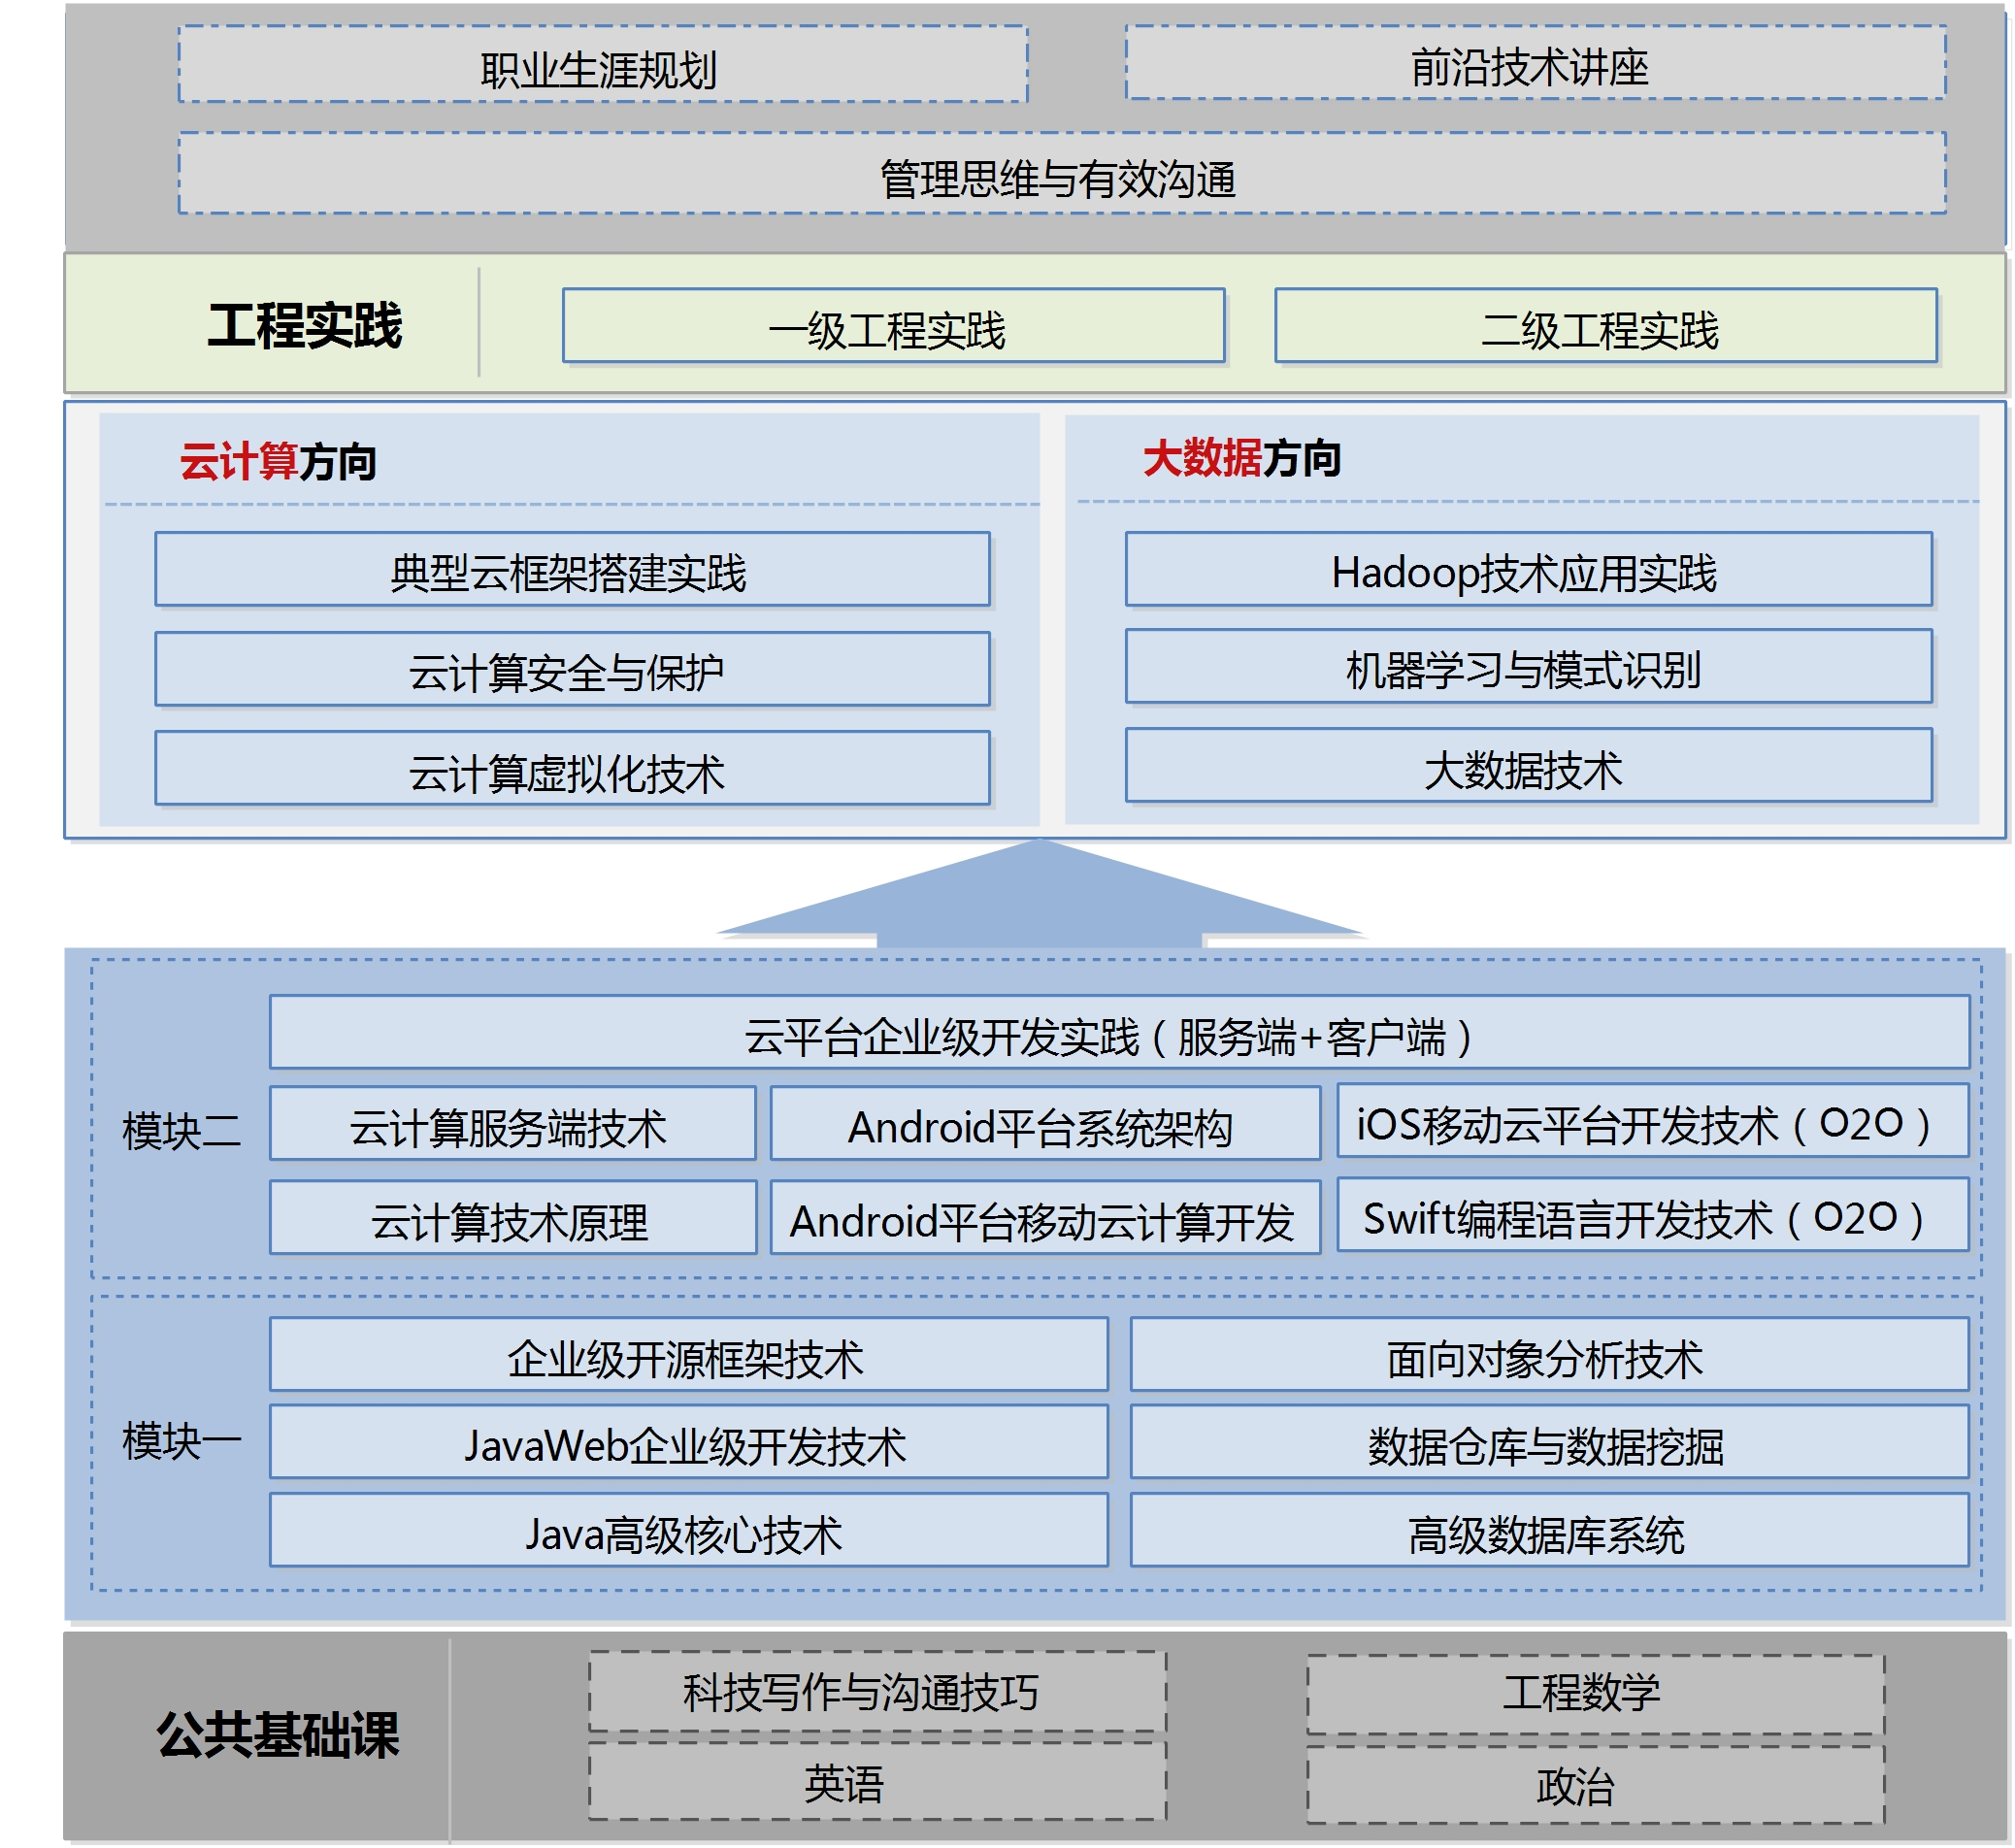 职业生涯规划
前沿技术讲座
管理思维与有效沟通
工程实践
一级工程实践
二级工程实践
云计算方向
典型云框架搭建实践
云计算安全与保护
云计算虚拟化技术
大数据方向
Hadoop技术应用实践
机器学习与模式识别
大数据技术
模块二
云平台企业级开发实践（服务端+客户端）
云计算服务端技术
Android平台系统架构
iOS移动云平台开发技术（O2O）
云计算技术原理
Android平台移动云计算开发
Swift编程语言开发技术（O2O）
模块一
企业级开源框架技术
面向对象分析技术
JavaWeb企业级开发技术
数据仓库与数据挖掘
Java高级核心技术
高级数据库系统
公共基础课
科技写作与沟通技巧
工程数学
英语
政治